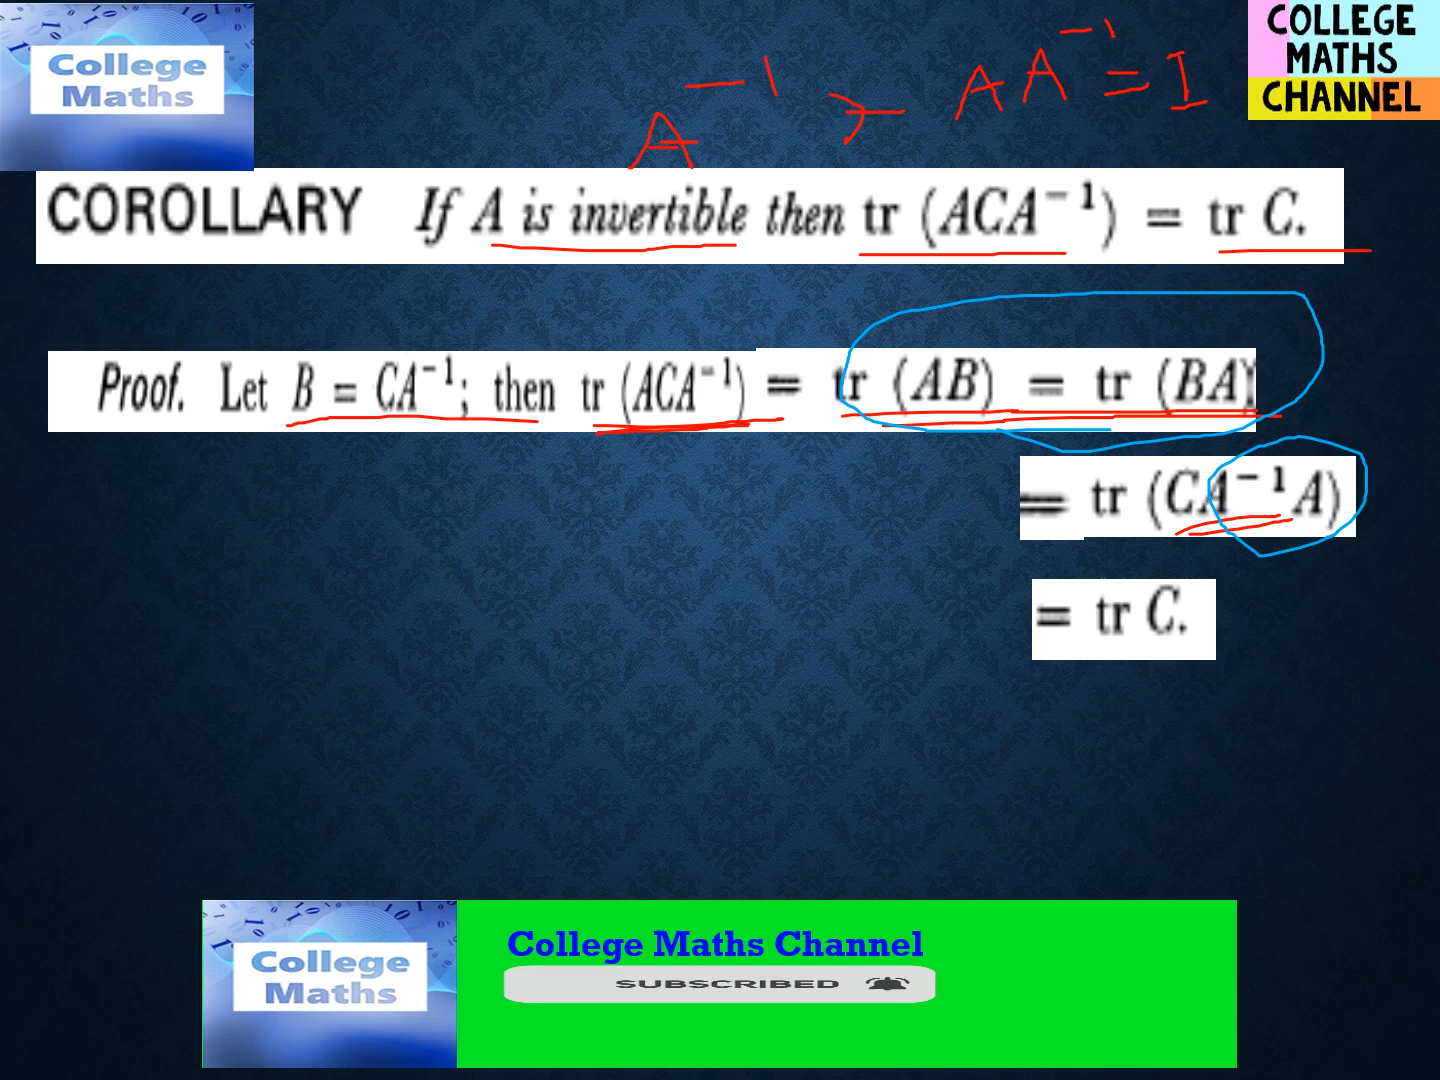 College
Maths
A⁻¹ > – A A⁻¹ = I
COLLEGE
MATHS
CHANNEL
COROLLARY If A is invertible then tr (ACA⁻¹) = tr C.
Proof. Let B = CA⁻¹; then tr (ACA⁻¹) = tr (AB) = tr (BA)
= tr (CA⁻¹A)
= tr C.
College
Maths
College Maths Channel
SUBSCRIBED